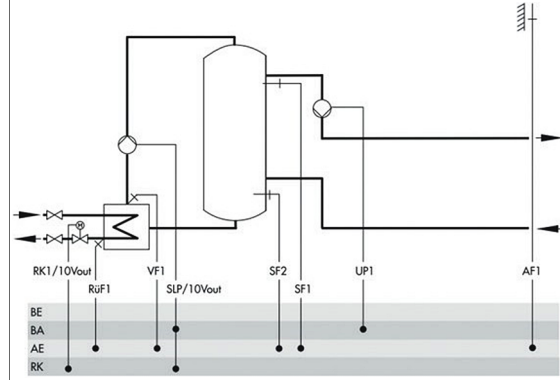 M
RK1/10Vout VF1 SF2 UP1 AF1
RüF1 SLP/10Vout SF1
BE
BA
AE
RK